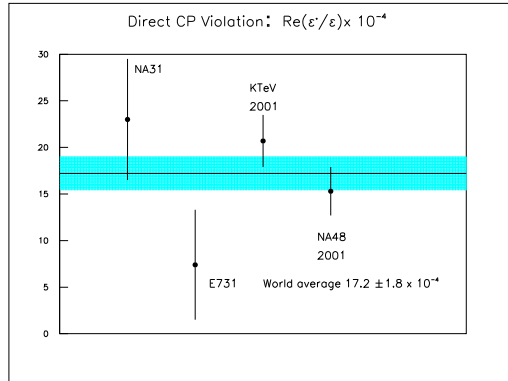 Direct CP Violation: Re(ε'/ε)x 10⁻⁴
30
25
20
15
10
5
0
NA31
KTeV
2001
NA48
2001
E731
World average 17.2 ±1.8 x 10⁻⁴